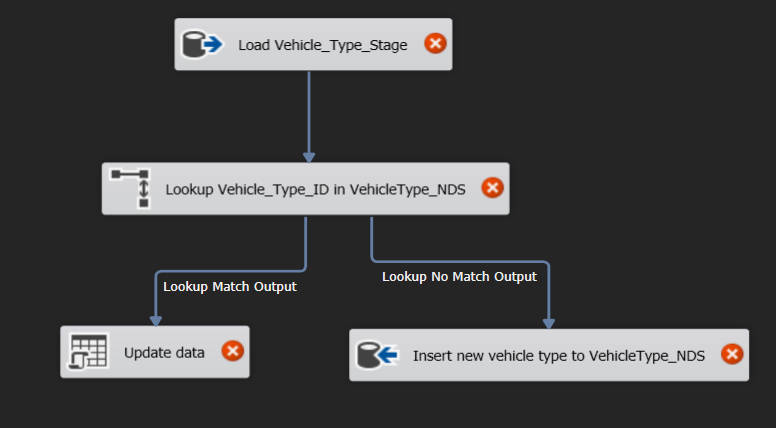 Load Vehicle_Type_Stage
Lookup Vehicle_Type_ID in VehicleType_NDS
Lookup Match Output
Lookup No Match Output
Update data
Insert new vehicle type to VehicleType_NDS